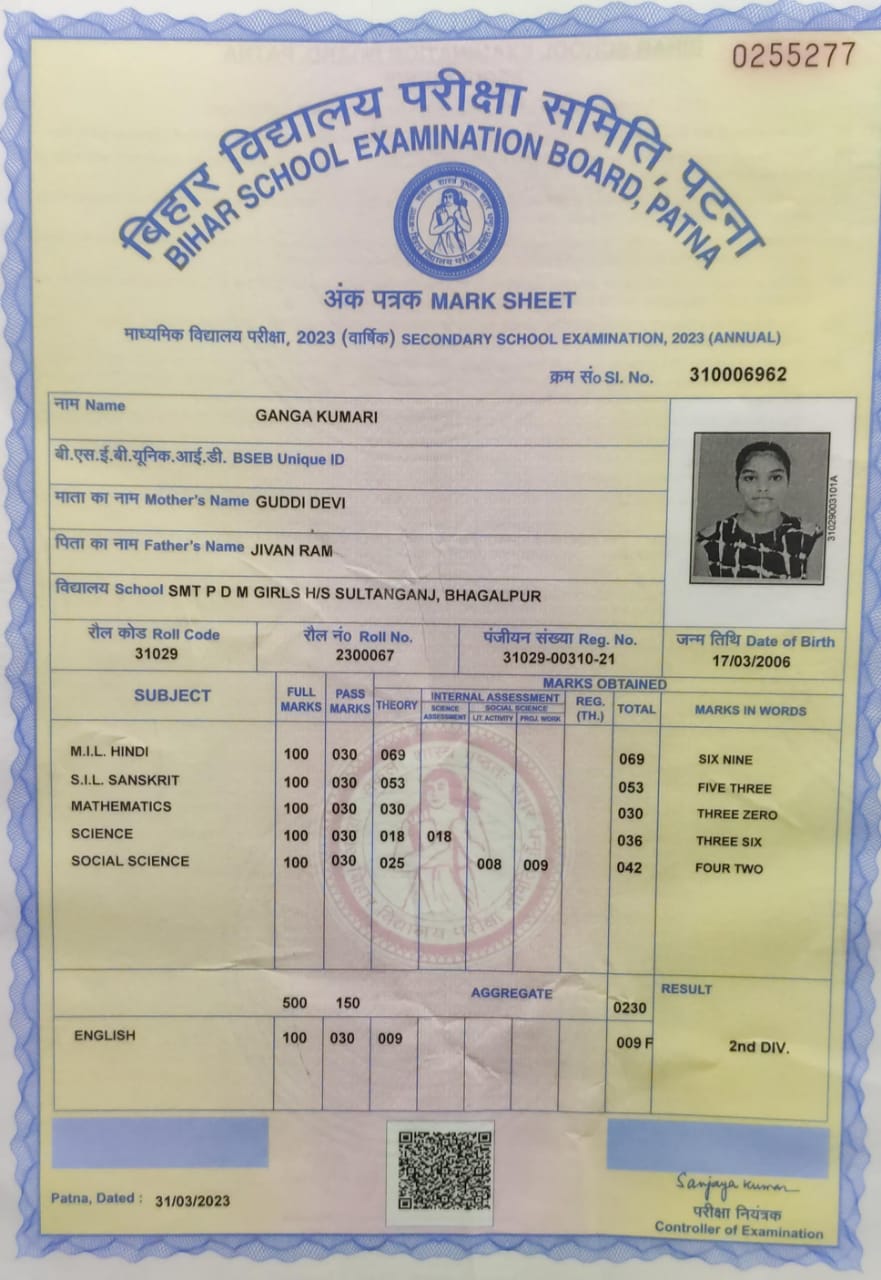 0255277
बिहार विद्यालय परीक्षा समिति, पटना
BIHAR SCHOOL EXAMINATION BOARD, PATNA
अंक पत्रक MARK SHEET
माध्यमिक विद्यालय परीक्षा, 2023 (वार्षिक) SECONDARY SCHOOL EXAMINATION, 2023 (ANNUAL)
क्रम सं० Sl. No. 310006962
नाम Name GANGA KUMARI
बी.एस.ई.बी.यूनिक.आई.डी. BSEB Unique ID
माता का नाम Mother's Name GUDDI DEVI
पिता का नाम Father's Name JIVAN RAM
विद्यालय School SMT P D M GIRLS H/S SULTANGANJ, BHAGALPUR
31029003101A
रौल कोड Roll Code रौल नं० Roll No. पंजीयन संख्या Reg. No. जन्म तिथि Date of Birth
31029 2300067 31029-00310-21 17/03/2006
SUBJECT FULL MARKS PASS MARKS MARKS OBTAINED
THEORY INTERNAL ASSESSMENT REG. (TH.) TOTAL MARKS IN WORDS
SCIENCE ASSESSMENT SOCIAL SCIENCE
LIT. ACTIVITY PROJ. WORK
M.I.L. HINDI 100 030 069 069 SIX NINE
S.I.L. SANSKRIT 100 030 053 053 FIVE THREE
MATHEMATICS 100 030 030 030 THREE ZERO
SCIENCE 100 030 018 018 036 THREE SIX
SOCIAL SCIENCE 100 030 025 008 009 042 FOUR TWO
500 150 AGGREGATE 0230 RESULT
ENGLISH 100 030 009 009 F 2nd DIV.
Patna, Dated : 31/03/2023
Sanjaya Kumar
परीक्षा नियंत्रक
Controller of Examination